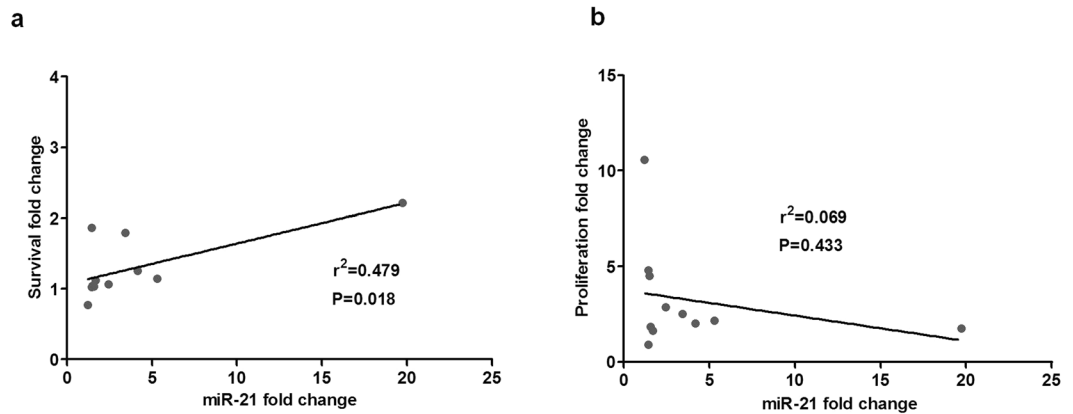 a
Survival fold change
4
3
2
1
0
0 5 10 15 20 25
miR-21 fold change
r²=0.479
P=0.018
b
Proliferation fold change
15
10
5
0
0 5 10 15 20 25
miR-21 fold change
r²=0.069
P=0.433